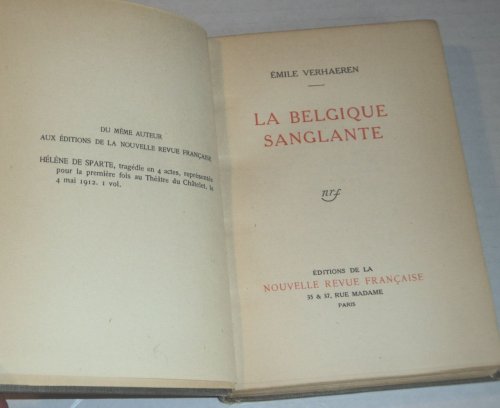 DU MÊME AUTEUR
AUX ÉDITIONS DE LA NOUVELLE REVUE FRANÇAISE
HÉLÈNE DE SPARTE, tragédie en 4 actes, représentée
pour la première fois au Théâtre du Châtelet, le
4 mai 1912. 1 vol.
ÉMILE VERHAEREN
LA BELGIQUE
SANGLANTE
nrf
ÉDITIONS DE LA
NOUVELLE REVUE FRANÇAISE
35 & 37, RUE MADAME
PARIS